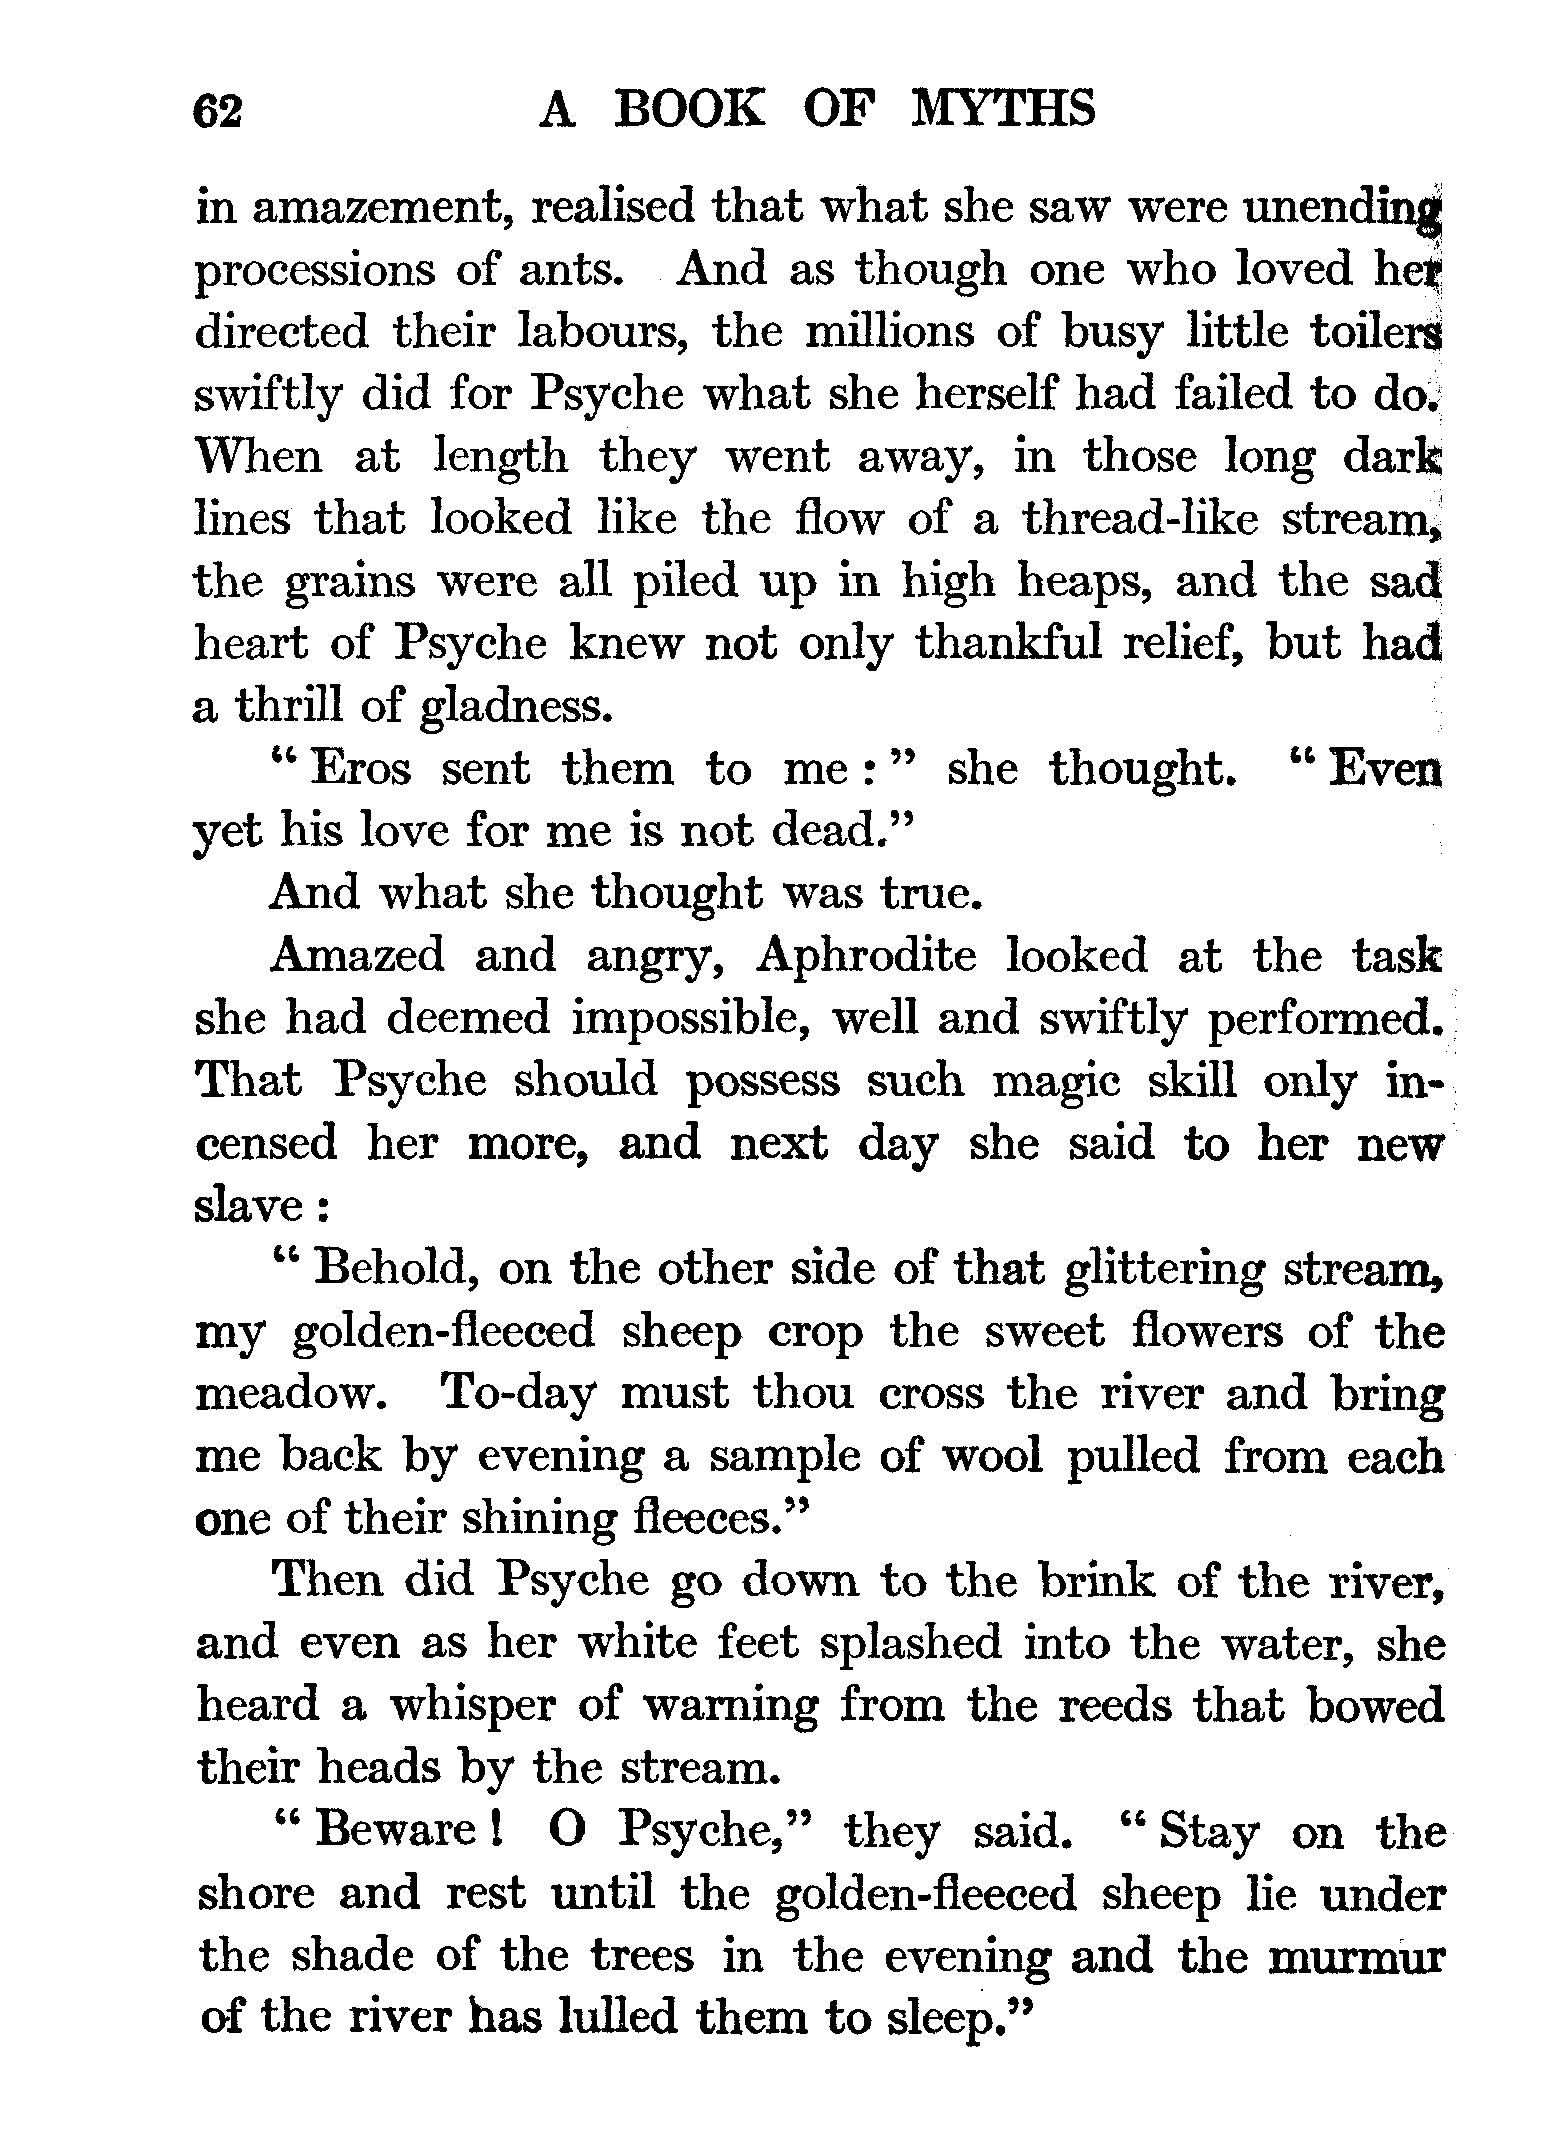 62 A BOOK OF MYTHS
in amazement, realised that what she saw were unending
processions of ants. And as though one who loved her
directed their labours, the millions of busy little toilers
swiftly did for Psyche what she herself had failed to do.
When at length they went away, in those long dark
lines that looked like the flow of a thread-like stream,
the grains were all piled up in high heaps, and the sad
heart of Psyche knew not only thankful relief, but had
a thrill of gladness.
“ Eros sent them to me : ” she thought. “ Even
yet his love for me is not dead.”
And what she thought was true.
Amazed and angry, Aphrodite looked at the task
she had deemed impossible, well and swiftly performed.
That Psyche should possess such magic skill only in-
censed her more, and next day she said to her new
slave :
“ Behold, on the other side of that glittering stream,
my golden-fleeced sheep crop the sweet flowers of the
meadow. To-day must thou cross the river and bring
me back by evening a sample of wool pulled from each
one of their shining fleeces.”
Then did Psyche go down to the brink of the river,
and even as her white feet splashed into the water, she
heard a whisper of warning from the reeds that bowed
their heads by the stream.
“ Beware ! O Psyche,” they said. “ Stay on the
shore and rest until the golden-fleeced sheep lie under
the shade of the trees in the evening and the murmur
of the river has lulled them to sleep.”